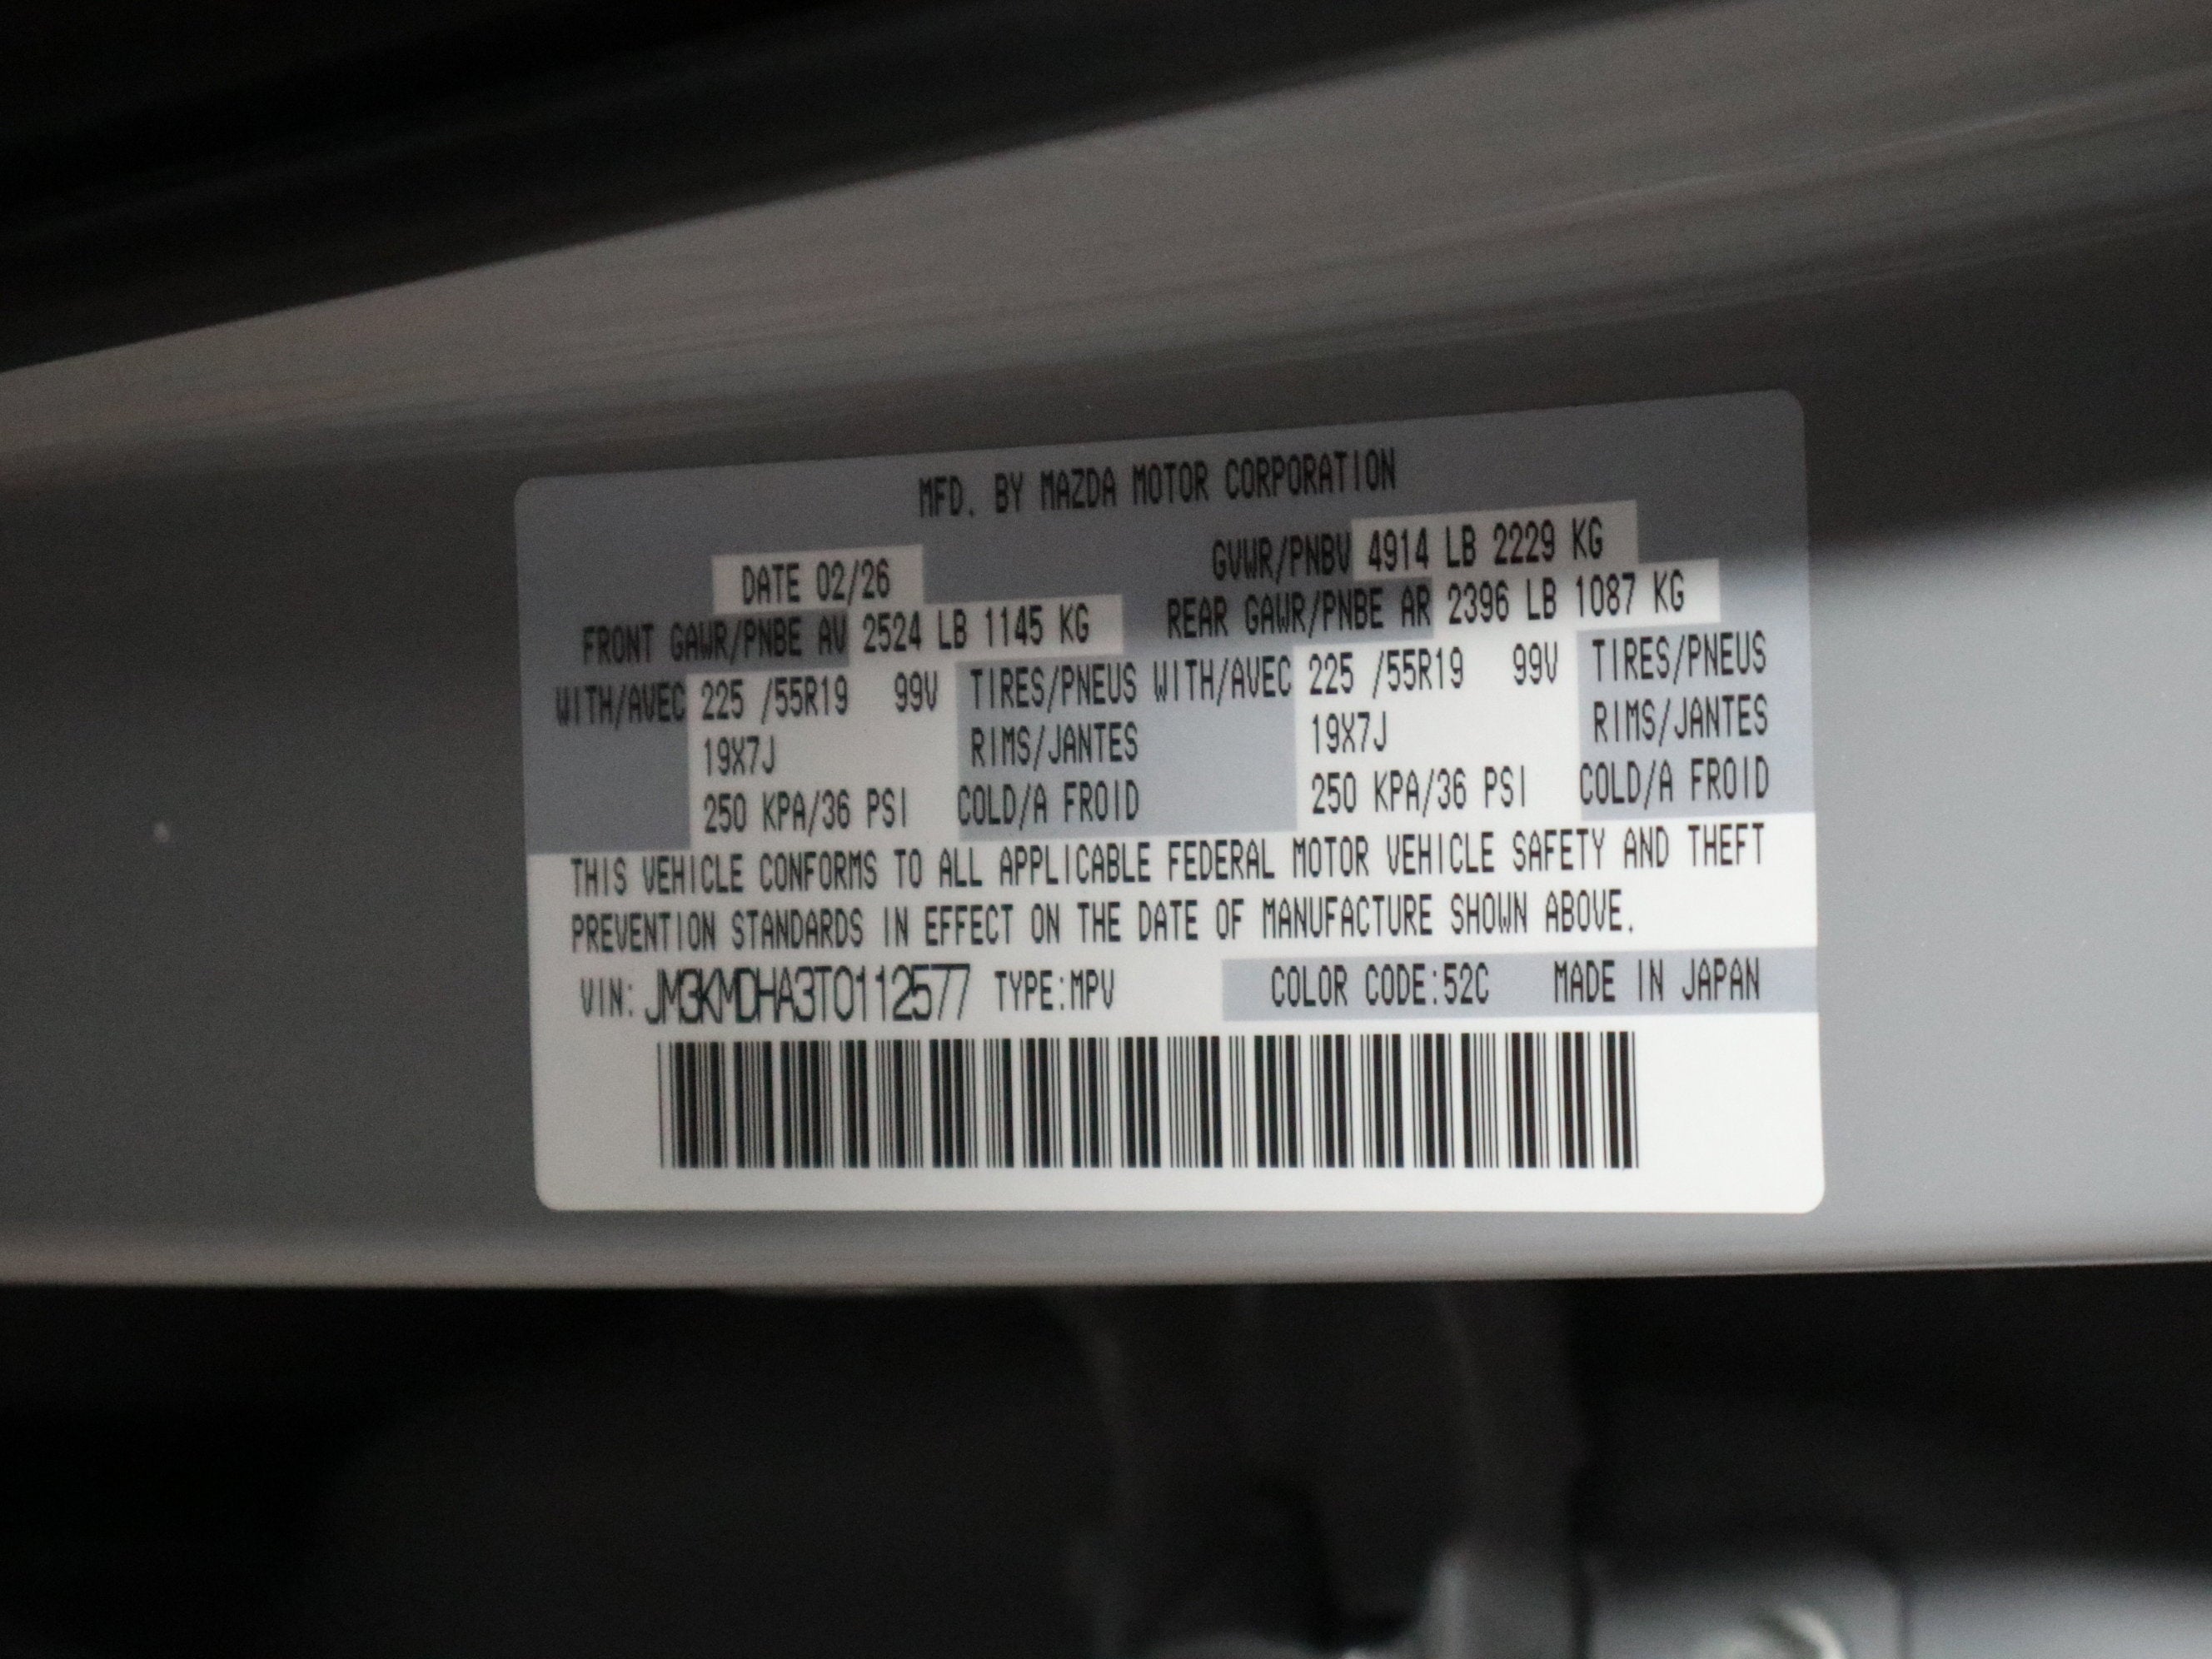 MFD. BY MAZDA MOTOR CORPORATION
DATE 02/26 GVWR/PNBV 4914 LB 2229 KG
FRONT GAWR/PNBE AV 2524 LB 1145 KG REAR GAWR/PNBE AR 2396 LB 1087 KG
WITH/AVEC 225 /55R19 99V TIRES/PNEUS WITH/AVEC 225 /55R19 99V TIRES/PNEUS
19X7J RIMS/JANTES 19X7J RIMS/JANTES
250 KPA/36 PSI COLD/A FROID 250 KPA/36 PSI COLD/A FROID
THIS VEHICLE CONFORMS TO ALL APPLICABLE FEDERAL MOTOR VEHICLE SAFETY AND THEFT
PREVENTION STANDARDS IN EFFECT ON THE DATE OF MANUFACTURE SHOWN ABOVE.
VIN: JM3KMDHA3T0112577 TYPE:MPV COLOR CODE:52C MADE IN JAPAN